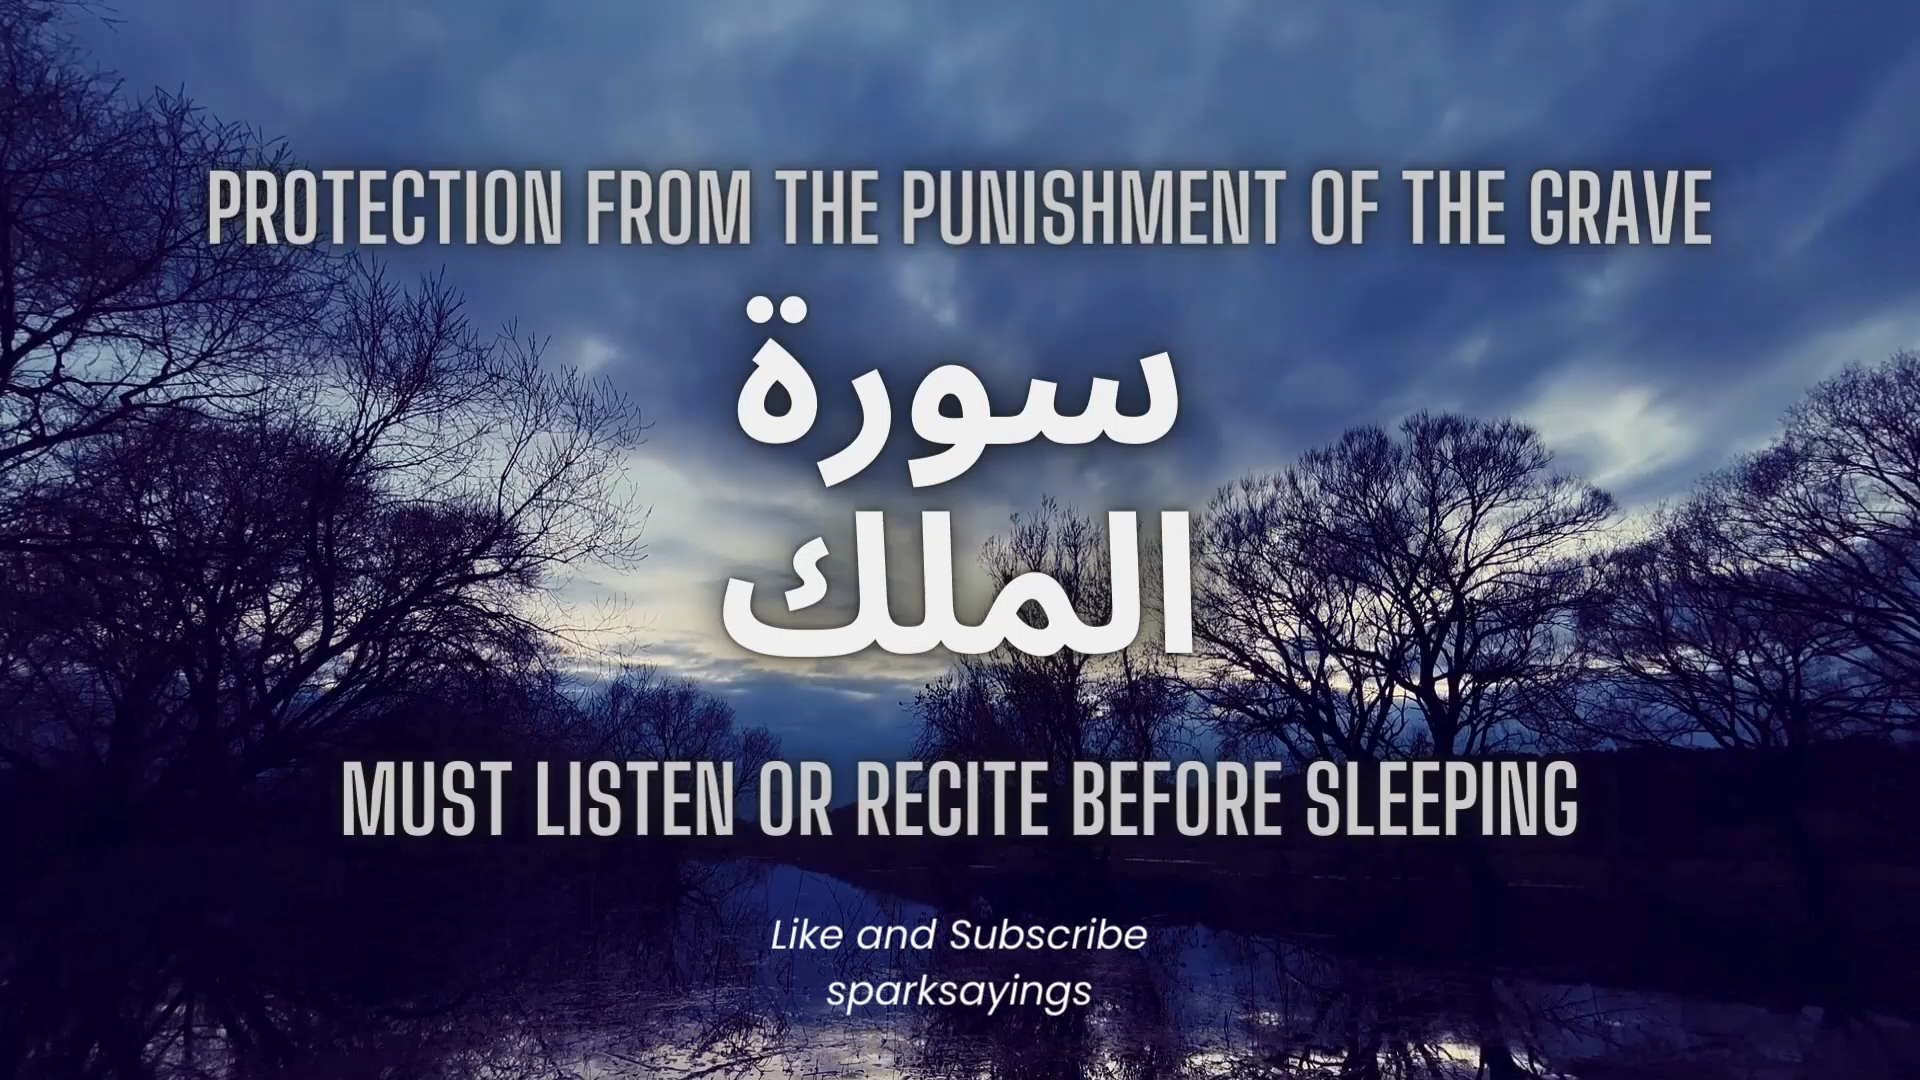 PROTECTION FROM THE PUNISHMENT OF THE GRAVE
سورة
الملك
MUST LISTEN OR RECITE BEFORE SLEEPING
Like and Subscribe
sparksayings